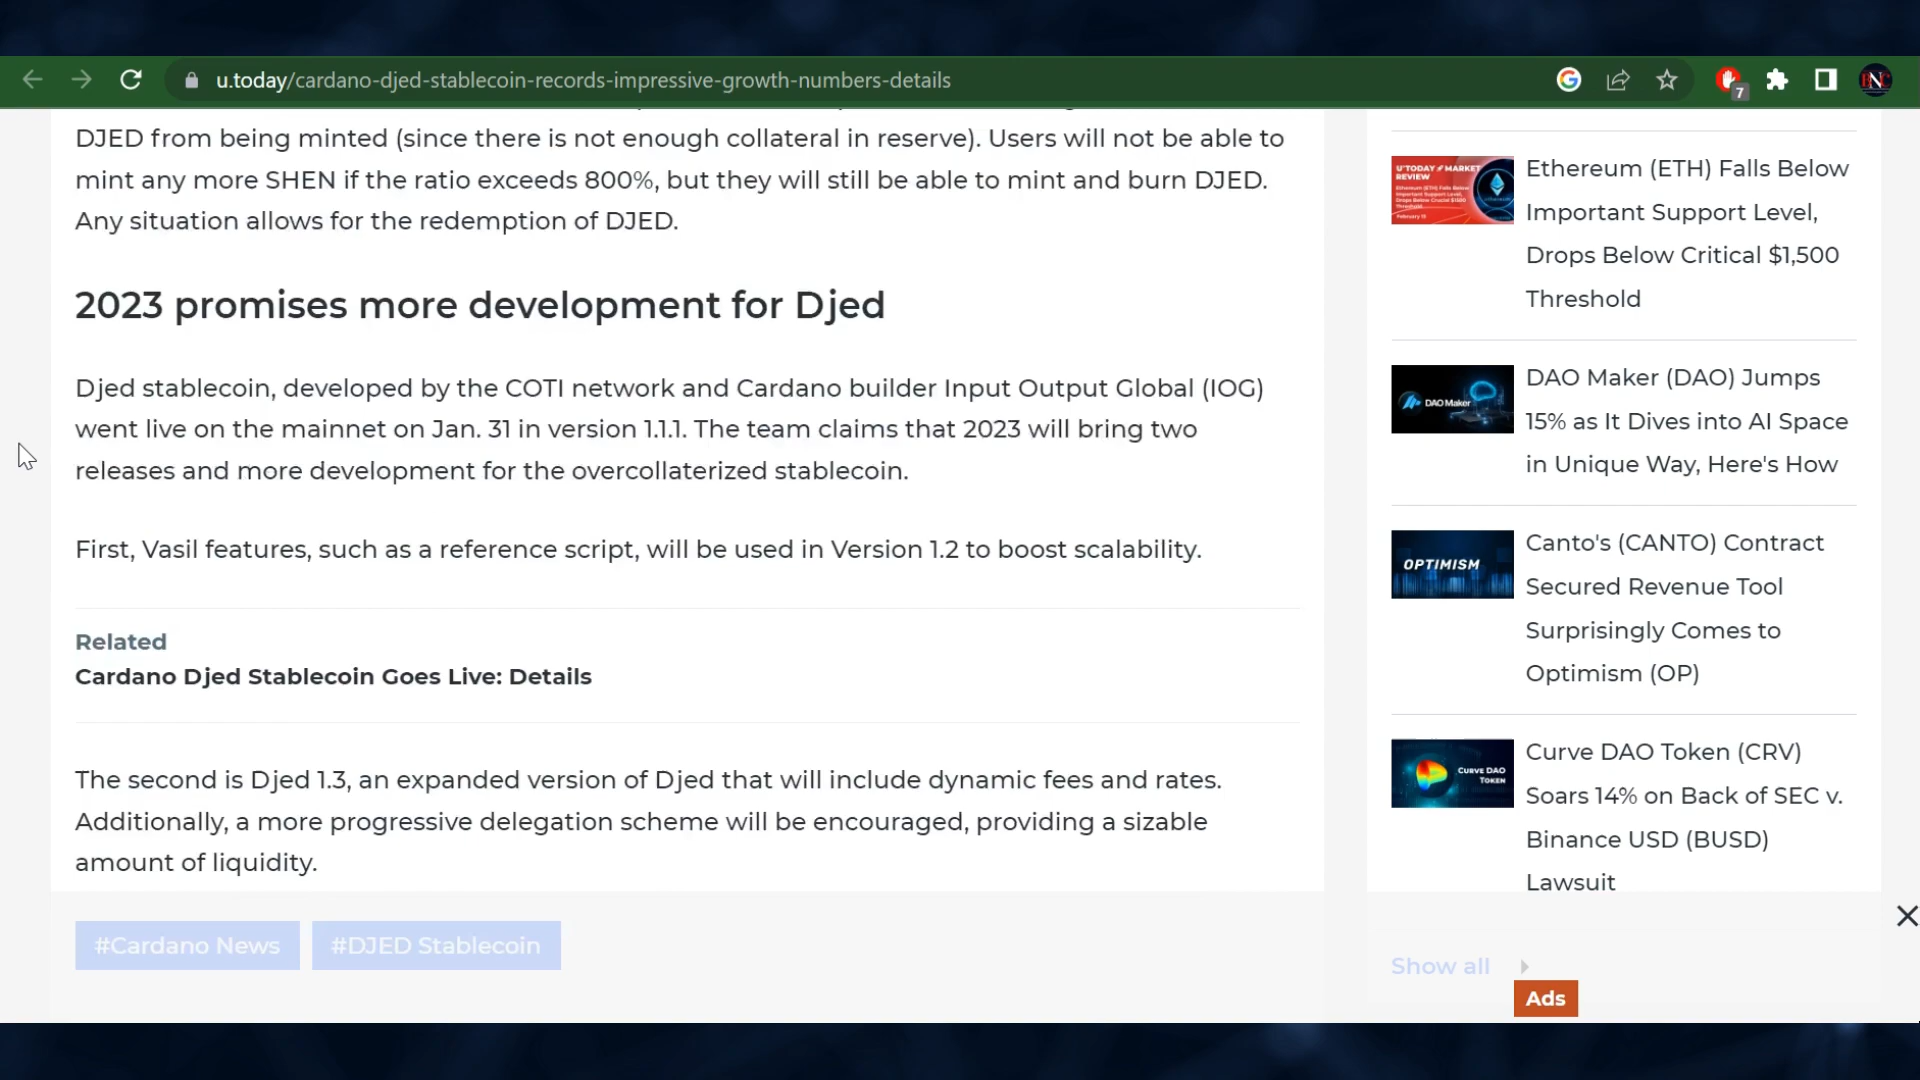 u.today/cardano-djed-stablecoin-records-impressive-growth-numbers-details
7
BNC
DJED from being minted (since there is not enough collateral in reserve). Users will not be able to
mint any more SHEN if the ratio exceeds 800%, but they will still be able to mint and burn DJED.
Any situation allows for the redemption of DJED.
2023 promises more development for Djed
Djed stablecoin, developed by the COTI network and Cardano builder Input Output Global (IOG)
went live on the mainnet on Jan. 31 in version 1.1.1. The team claims that 2023 will bring two
releases and more development for the overcollaterized stablecoin.
First, Vasil features, such as a reference script, will be used in Version 1.2 to boost scalability.
Related
Cardano Djed Stablecoin Goes Live: Details
The second is Djed 1.3, an expanded version of Djed that will include dynamic fees and rates.
Additionally, a more progressive delegation scheme will be encouraged, providing a sizable
amount of liquidity.
#Cardano News
#DJED Stablecoin
U'TODAY MARKET
REVIEW
Ethereum (ETH) Falls Below
Important Support Level,
Drops Below Crucial $1500
Threshold
February 13
Ethereum (ETH) Falls Below
Important Support Level,
Drops Below Critical $1,500
Threshold
DAO Maker
DAO Maker (DAO) Jumps
15% as It Dives into AI Space
in Unique Way, Here's How
OPTIMISM
Canto's (CANTO) Contract
Secured Revenue Tool
Surprisingly Comes to
Optimism (OP)
CURVE DAO
TOKEN
Curve DAO Token (CRV)
Soars 14% on Back of SEC v.
Binance USD (BUSD)
Lawsuit
Show all
Ads